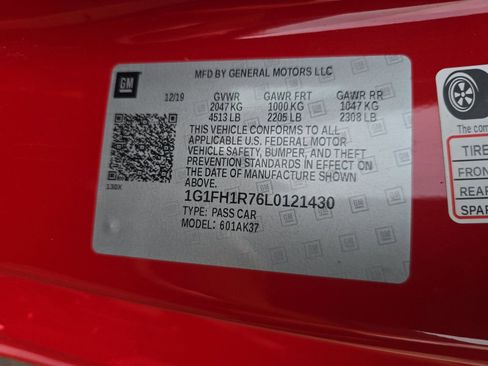 GM
MFD BY GENERAL MOTORS LLC
12/19 GVWR GAWR FRT GAWR RR
2047 KG 1000 KG 1047 KG
4513 LB 2205 LB 2308 LB
THIS VEHICLE CONFORMS TO ALL
APPLICABLE U.S. FEDERAL MOTOR
VEHICLE SAFETY, BUMPER, AND THEFT
PREVENTION STANDARDS IN EFFECT ON
THE DATE OF MANUFACTURE SHOWN
ABOVE.
1G1FH1R76L0121430
TYPE: PASS CAR
MODEL: 601AK37
130X
The com
TIRE
FRON
REAR
SPAR